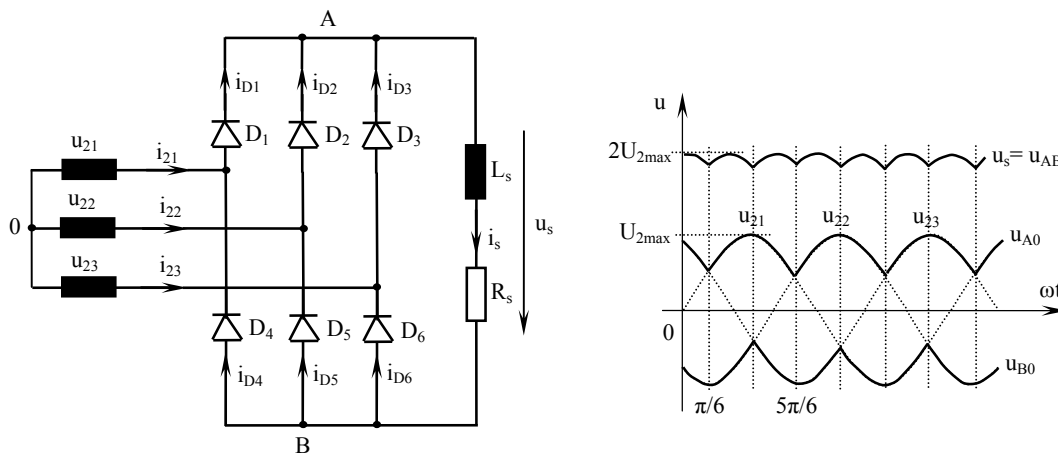 A
i_D1 i_D2 i_D3
D_1 D_2 D_3
u_21 i_21
u_22 i_22
0
u_23 i_23
L_s
i_s
u_s
R_s
D_4 D_5 D_6
i_D4 i_D5 i_D6
B
u
2U_2max
u_s= u_AB
u_21 u_22 u_23
U_2max
u_A0
ωt
0
u_B0
π/6 5π/6